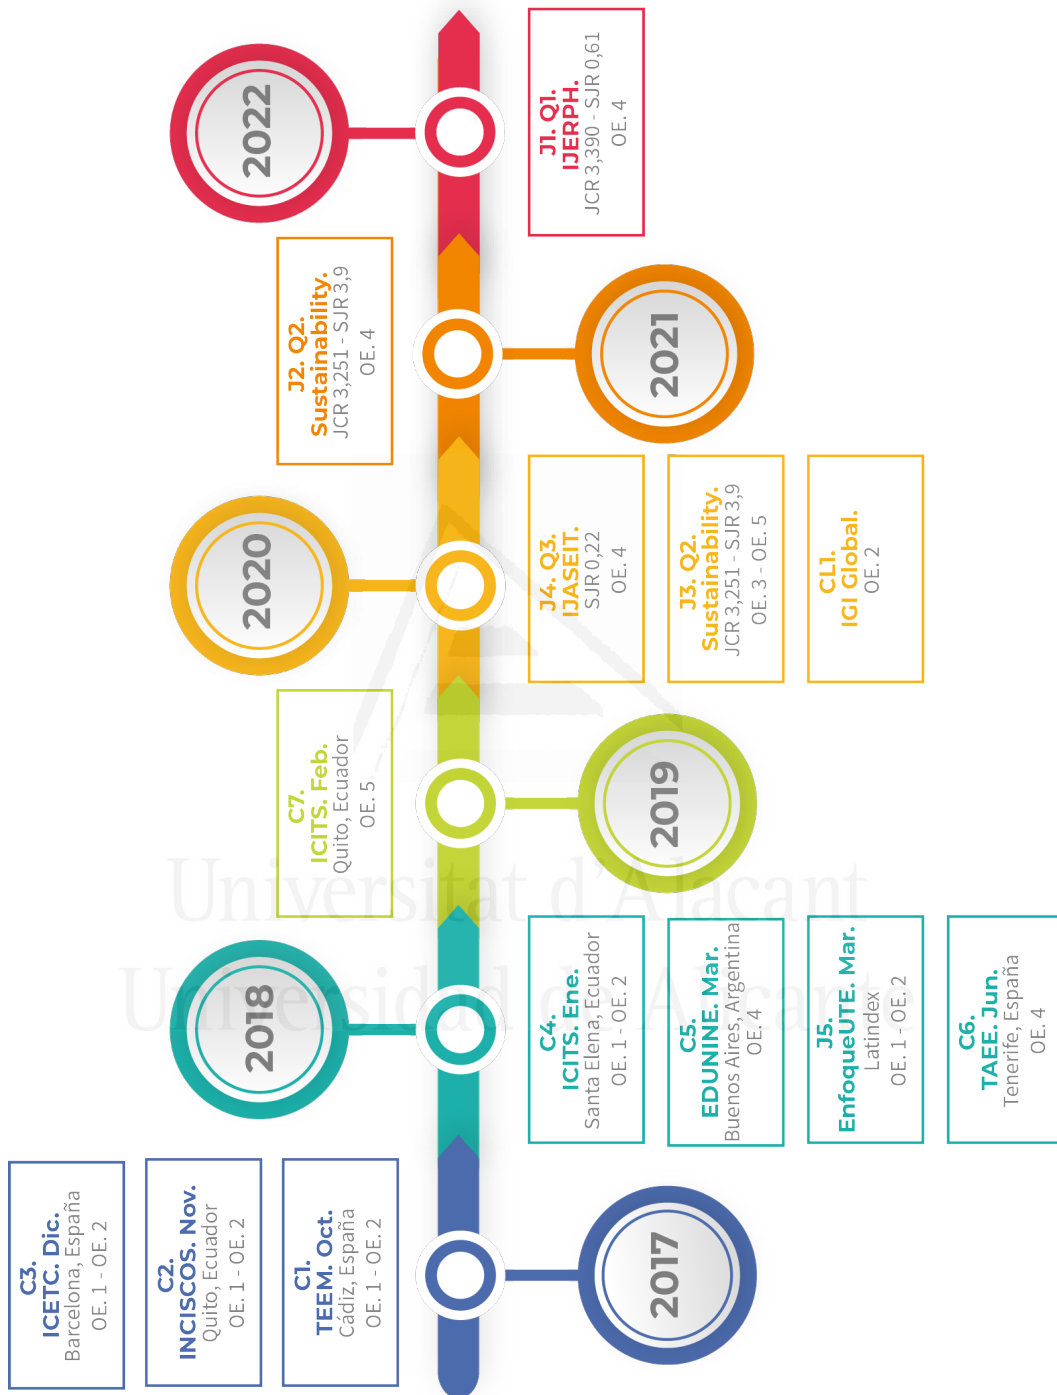 C3.
ICETC. Dic.
Barcelona, España
OE. 1 - OE. 2
C2.
INCISCOS. Nov.
Quito, Ecuador
OE. 1 - OE. 2
C1.
TEEM. Oct.
Cádiz, España
OE. 1 - OE. 2
2017
2018
C4.
ICITS. Ene.
Santa Elena, Ecuador
OE. 1 - OE. 2
C5.
EDUNINE. Mar.
Buenos Aires, Argentina
OE. 4
J5.
EnfoqueUTE. Mar.
Latindex
OE. 1 - OE. 2
C6.
TAEE. Jun.
Tenerife, España
OE. 4
C7.
ICITS. Feb.
Quito, Ecuador
OE. 5
2019
2020
J4. Q3.
IJASEIT.
SJR 0,22
OE. 4
J3. Q2.
Sustainability.
JCR 3,251 - SJR 3,9
OE. 3 - OE. 5
CL1.
IGI Global.
OE. 2
J2. Q2.
Sustainability.
JCR 3,251 - SJR 3,9
OE. 4
2021
2022
J1. Q1.
IJERPH.
JCR 3,390 - SJR 0,61
OE. 4
Universitat d'Alacant
Universidad de Alicante